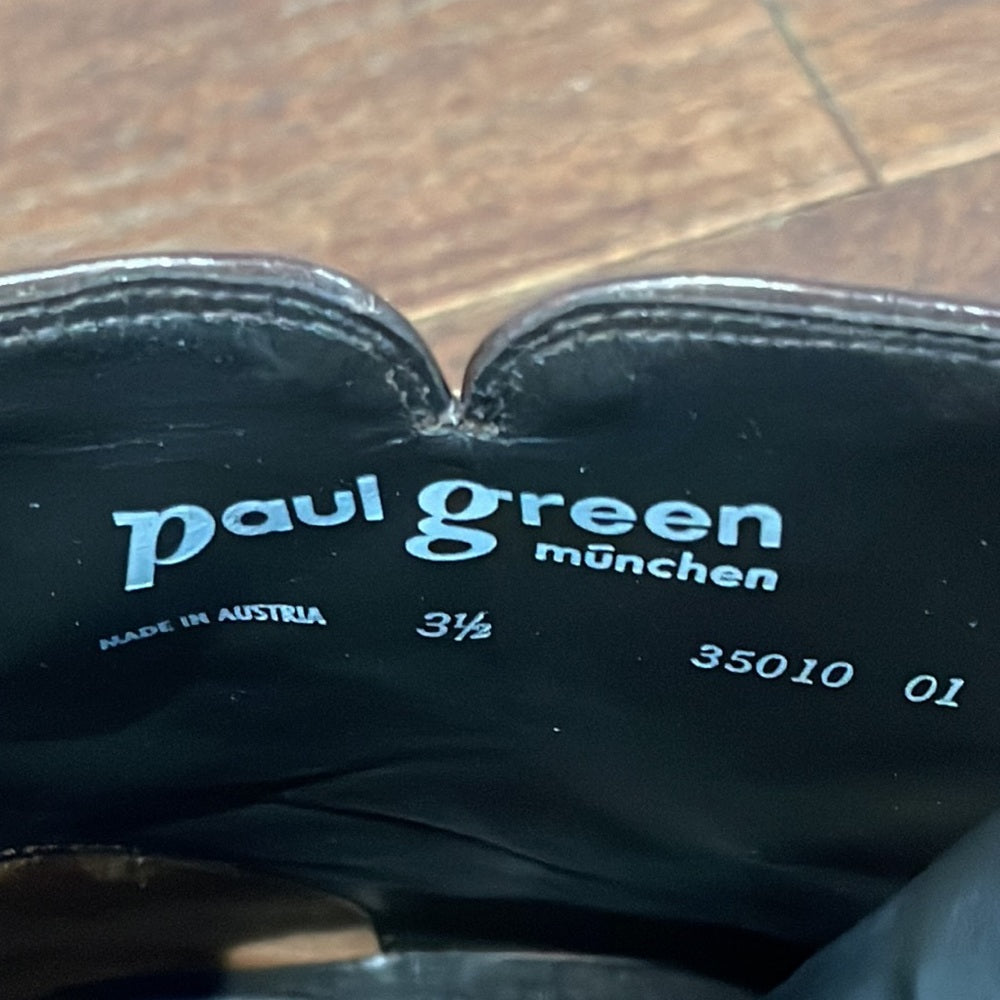 paul green
münchen
MADE IN AUSTRIA 3½ 35010 01